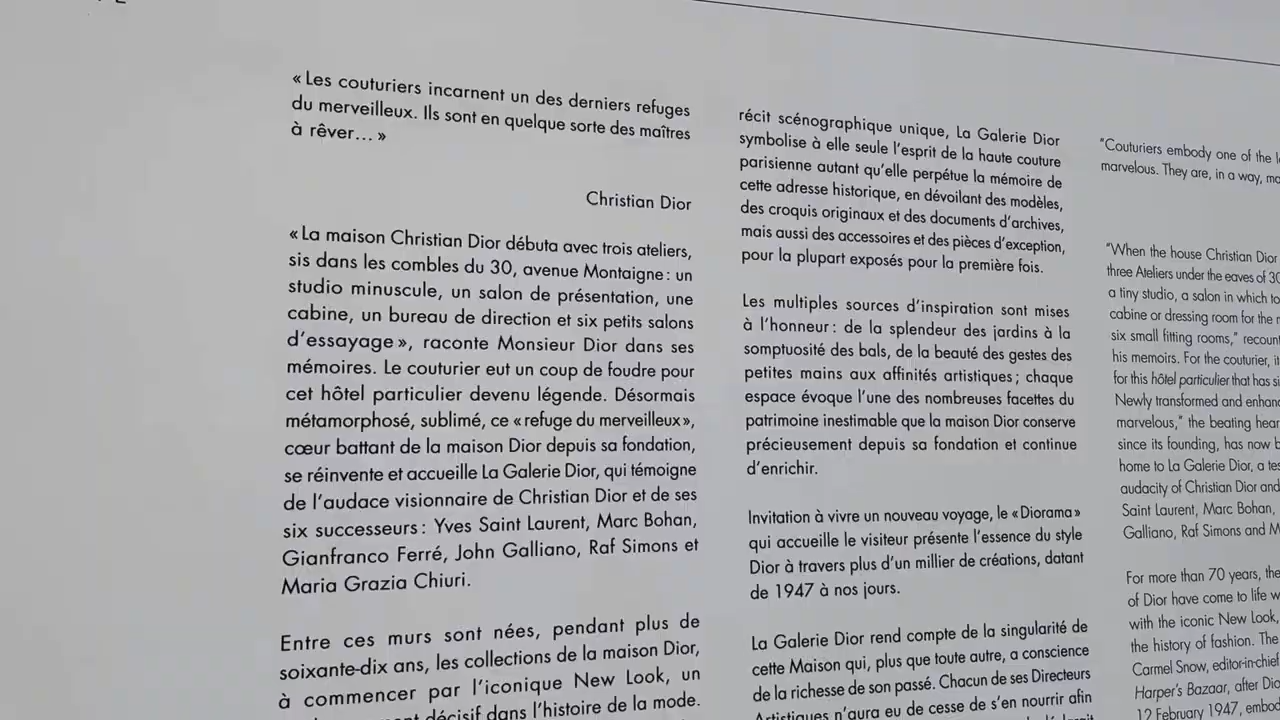 « Les couturiers incarnent un des derniers refuges
du merveilleux. Ils sont en quelque sorte des maîtres
à rêver… »
Christian Dior
« La maison Christian Dior débuta avec trois ateliers,
sis dans les combles du 30, avenue Montaigne : un
studio minuscule, un salon de présentation, une
cabine, un bureau de direction et six petits salons
d’essayage », raconte Monsieur Dior dans ses
mémoires. Le couturier eut un coup de foudre pour
cet hôtel particulier devenu légende. Désormais
métamorphosé, sublimé, ce « refuge du merveilleux »,
cœur battant de la maison Dior depuis sa fondation,
se réinvente et accueille La Galerie Dior, qui témoigne
de l’audace visionnaire de Christian Dior et de ses
six successeurs : Yves Saint Laurent, Marc Bohan,
Gianfranco Ferré, John Galliano, Raf Simons et
Maria Grazia Chiuri.
Entre ces murs sont nées, pendant plus de
soixante-dix ans, les collections de la maison Dior,
à commencer par l’iconique New Look, un
décisif dans l’histoire de la mode.
récit scénographique unique, La Galerie Dior
symbolise à elle seule l’esprit de la haute couture
parisienne autant qu’elle perpétue la mémoire de
cette adresse historique, en dévoilant des modèles,
des croquis originaux et des documents d’archives,
mais aussi des accessoires et des pièces d’exception,
pour la plupart exposés pour la première fois.
Les multiples sources d’inspiration sont mises
à l’honneur : de la splendeur des jardins à la
somptuosité des bals, de la beauté des gestes des
petites mains aux affinités artistiques ; chaque
espace évoque l’une des nombreuses facettes du
patrimoine inestimable que la maison Dior conserve
précieusement depuis sa fondation et continue
d’enrichir.
Invitation à vivre un nouveau voyage, le « Diorama »
qui accueille le visiteur présente l’essence du style
Dior à travers plus d’un millier de créations, datant
de 1947 à nos jours.
La Galerie Dior rend compte de la singularité de
cette Maison qui, plus que toute autre, a conscience
de la richesse de son passé. Chacun de ses Directeurs
Artistiques n’aura eu de cesse de s’en nourrir afin
“Couturiers embody one of the
marvelous. They are, in a way,
“When the house Christian Dior
three Ateliers under the eaves of 30
a tiny studio, a salon in which to
cabine or dressing room for the
six small fitting rooms,” recount
his memoirs. For the couturier, it
for this hôtel particulier that has
Newly transformed and
marvelous,” the beating
since its founding, has now
home to La Galerie Dior, a
audacity of Christian Dior and
Saint Laurent, Marc Bohan,
Galliano, Raf Simons and
For more than 70 years, the
of Dior have come to life
with the iconic New Look,
the history of fashion. The
Carmel Snow, editor-in-chief
Harper’s Bazaar, after
12 February 1947,